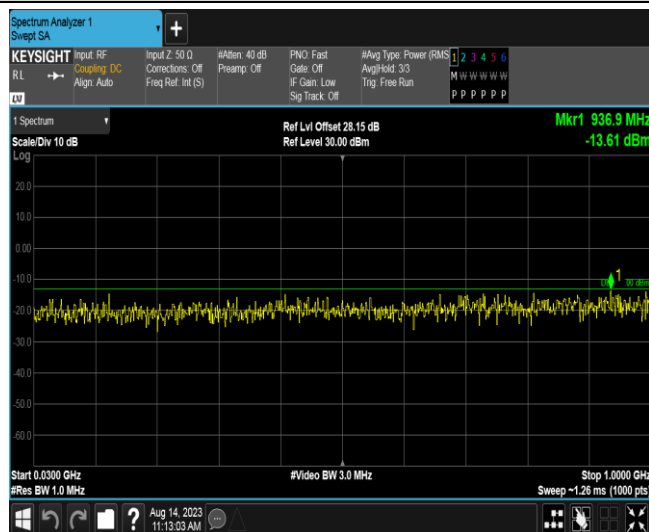 Spectrum Analyzer 1
Swept SA
+
KEYSIGHT
RL
LXI
Input: RF
Coupling: DC
Align: Auto
Input Z: 50 Ω
Corrections: Off
Freq Ref: Int (S)
#Atten: 40 dB
Preamp: Off
PNO: Fast
Gate: Off
IF Gain: Low
Sig Track: Off
#Avg Type: Power (RMS
Avg|Hold: 3/3
Trig: Free Run
1 2 3 4 5 6
M W W W W W
P P P P P P
1 Spectrum
Scale/Div 10 dB
Log
Ref Lvl Offset 28.15 dB
Ref Level 30.00 dBm
Mkr1 936.9 MHz
-13.61 dBm
20.0
10.0
0.00
-10.0
-20.0
-30.0
-40.0
-50.0
-60.0
1
00 dBm
Start 0.0300 GHz
#Res BW 1.0 MHz
#Video BW 3.0 MHz
Stop 1.0000 GHz
Sweep ~1.26 ms (1000 pts)
?
Aug 14, 2023
11:13:03 AM